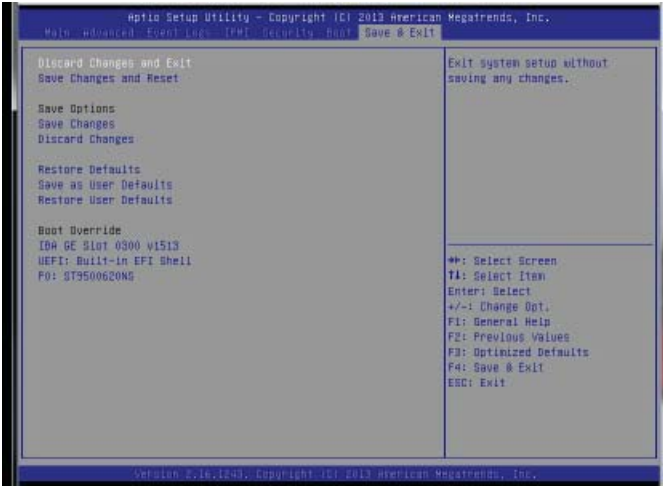 Aptio Setup Utility - Copyright (C) 2013 American Megatrends, Inc.
Main Advanced Event Logs IPMI Security Boot Save & Exit
Discard Changes and Exit
Save Changes and Reset
Save Options
Save Changes
Discard Changes
Restore Defaults
Save as User Defaults
Restore User Defaults
Boot Override
IBA GE Slot 0300 v1513
UEFI: Built-in EFI Shell
P0: ST9500620NS
Exit system setup without
saving any changes.
→←: Select Screen
↑↓: Select Item
Enter: Select
+/-: Change Opt.
F1: General Help
F2: Previous Values
F3: Optimized Defaults
F4: Save & Exit
ESC: Exit
Version 2.16.1243. Copyright (C) 2013 American Megatrends, Inc.